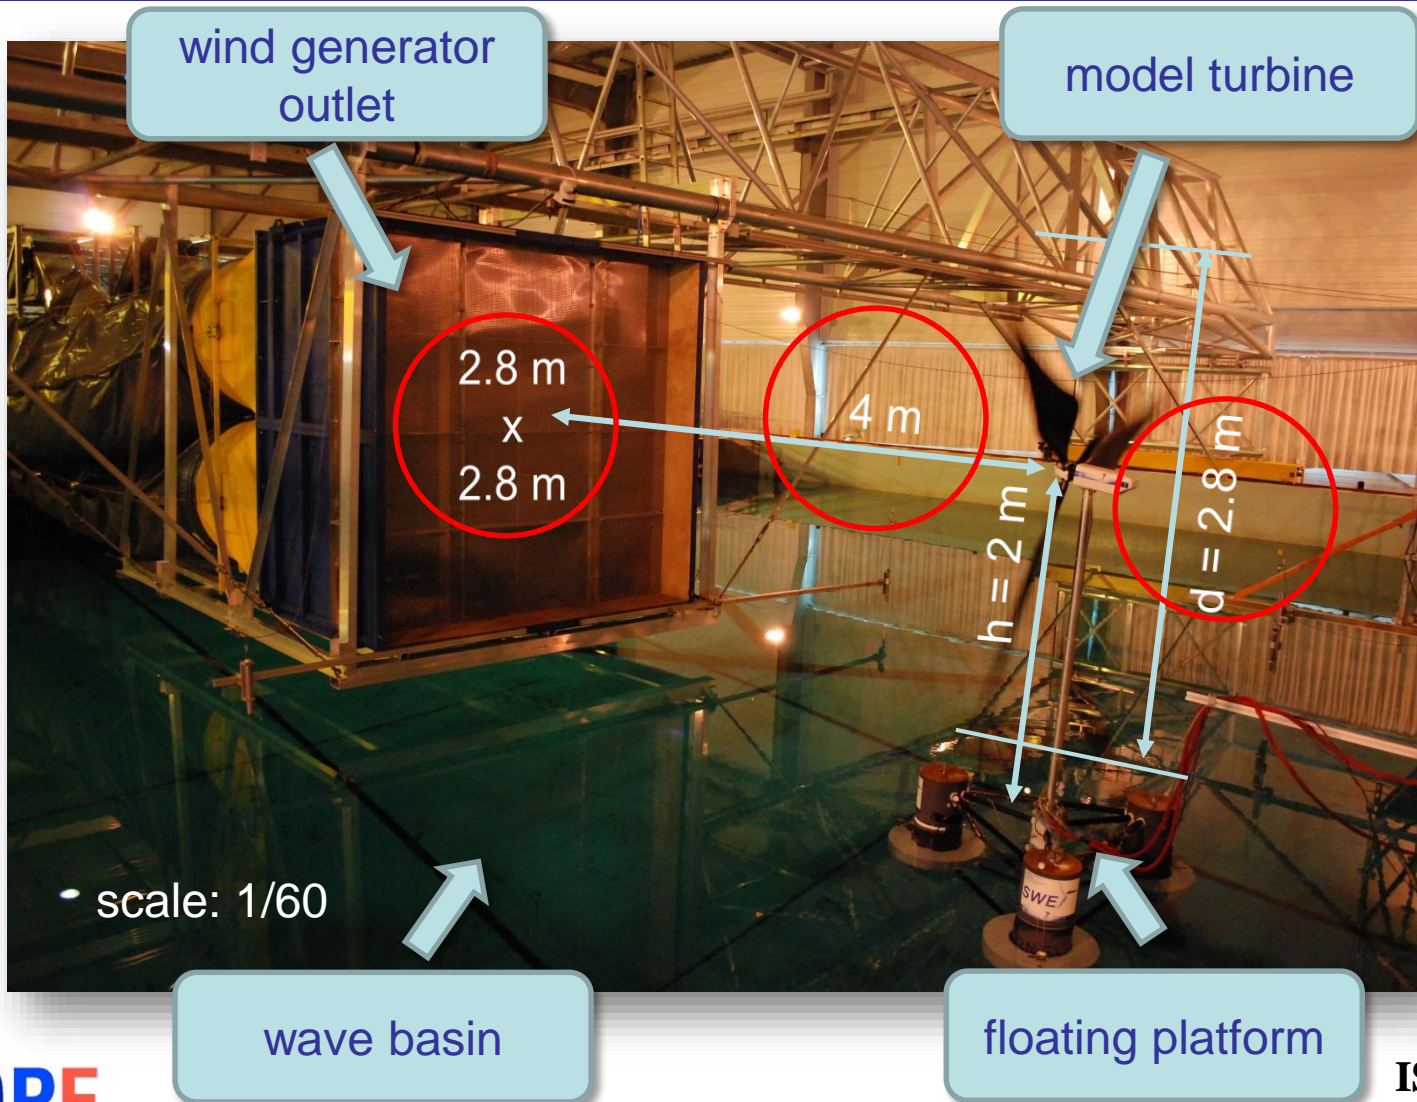 wind generator
outlet
model turbine
2.8 m
x
2.8 m
4 m
h = 2 m
d = 2.8 m
• scale: 1/60
SWE
wave basin
floating platform